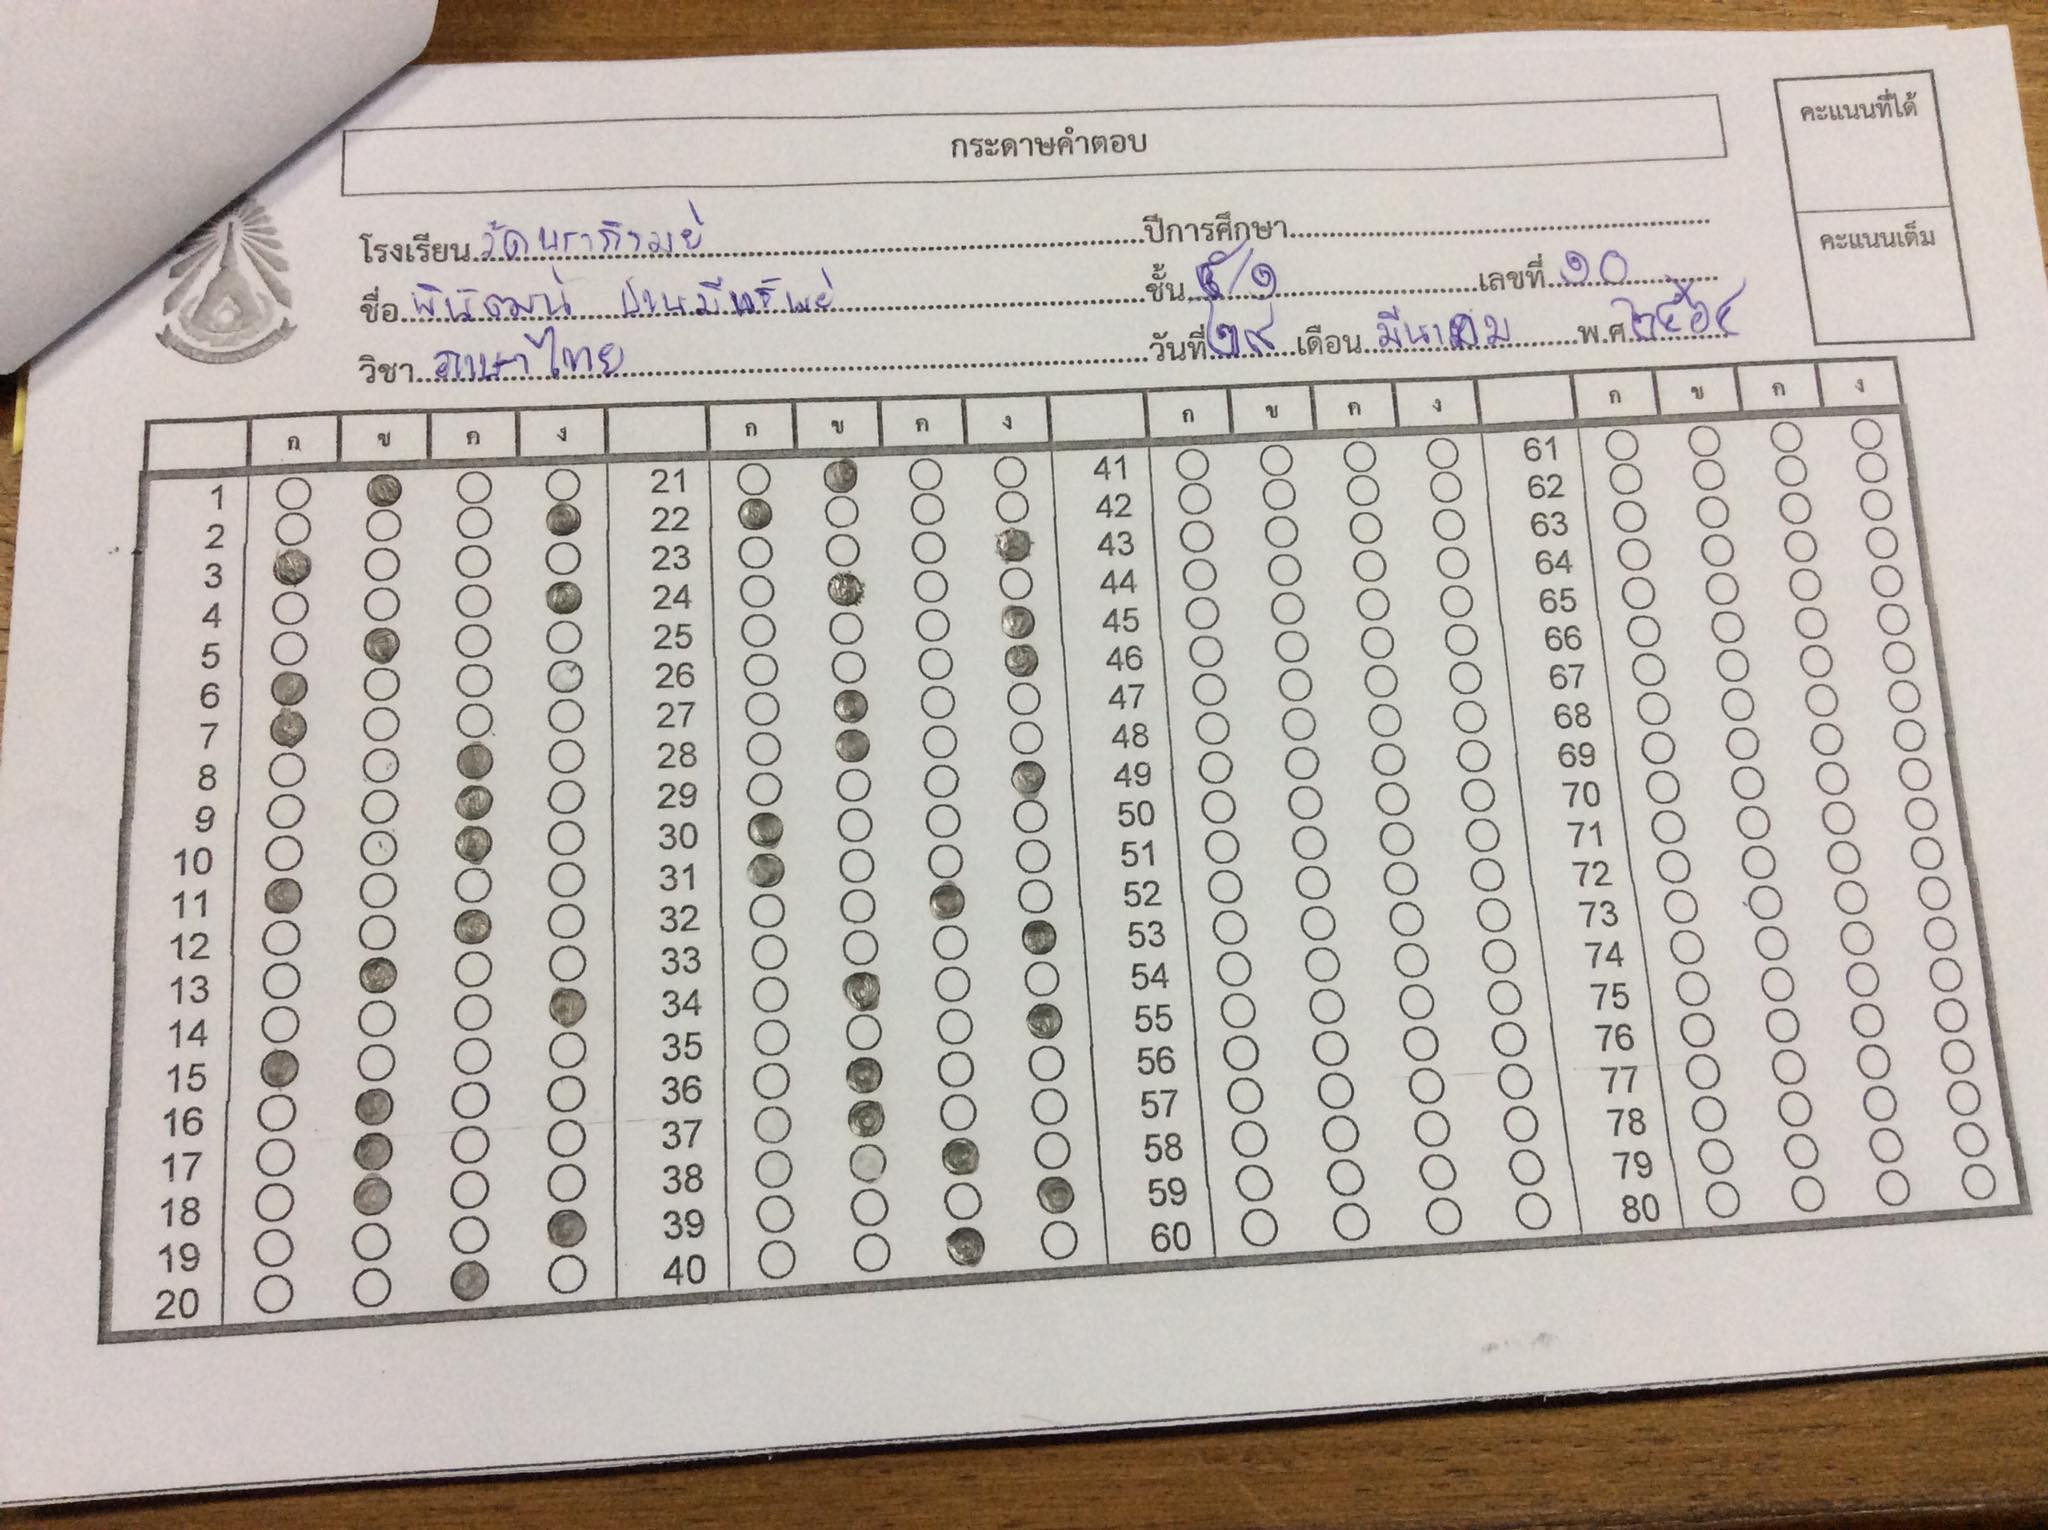 กระดาษคำตอบ
คะแนนที่ได้
คะแนนเต็ม
โรงเรียน วัดนราภิรมย์ ปีการศึกษา
ชื่อ พินิจวัฒน์ ชั้น ๕/๑ เลขที่ ๑๐
วิชา ภาษาไทย วันที่ ๒๙ เดือน มีนาคม พ.ศ. ๒๕๖๔
ก ข ค ง ก ข ค ง ก ข ค ง ก ข ค ง
1 21 41 61
2 22 42 62
3 23 43 63
4 24 44 64
5 25 45 65
6 26 46 66
7 27 47 67
8 28 48 68
9 29 49 69
10 30 50 70
11 31 51 71
12 32 52 72
13 33 53 73
14 34 54 74
15 35 55 75
16 36 56 76
17 37 57 77
18 38 58 78
19 39 59 79
20 40 60 80